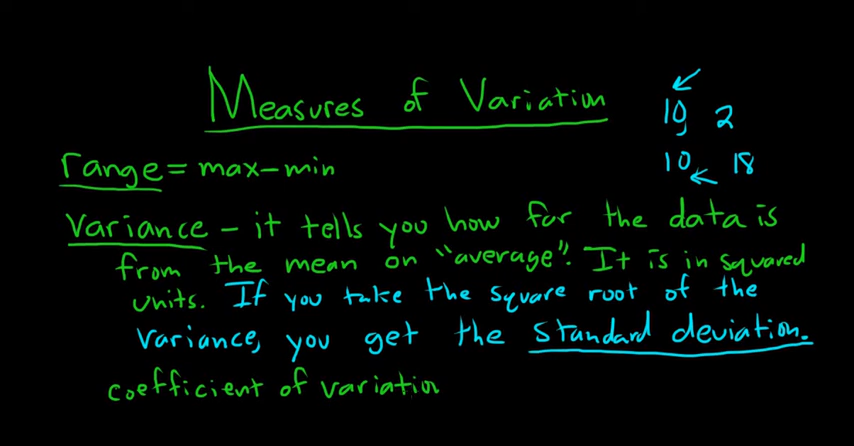 Measures of Variation
10, 2
10 18
range = max-min
Variance - it tells you how far the data is
from the mean on "average". It is in squared
units. If you take the square root of the
variance, you get the standard deviation.
coefficient of variation